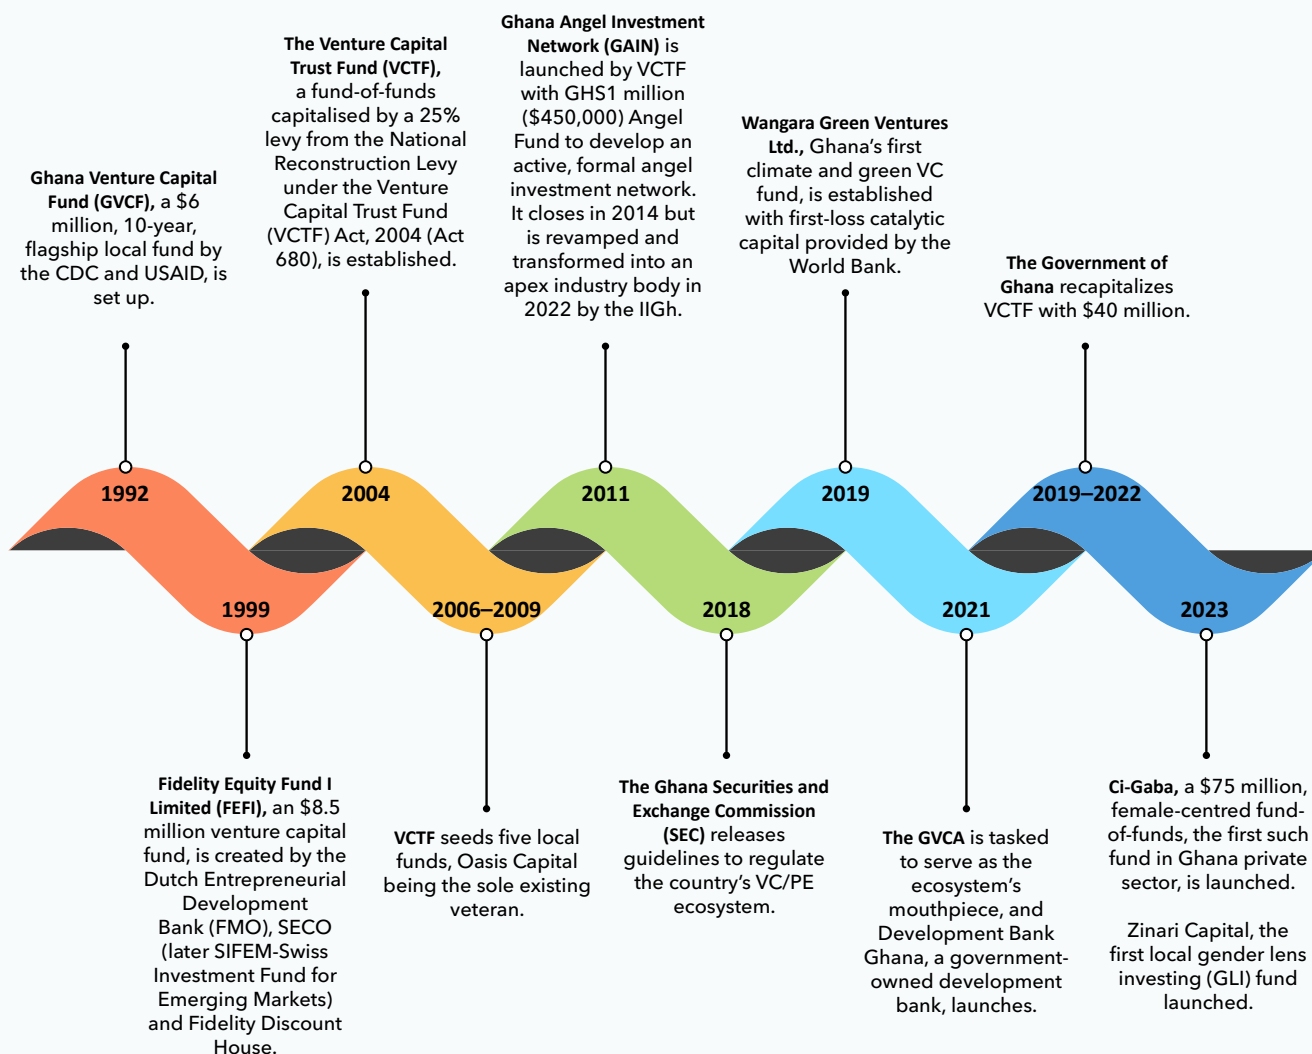 Ghana Venture Capital
Fund (GVCF), a $6
million, 10-year,
flagship local fund by
the CDC and USAID, is
set up.
The Venture Capital
Trust Fund (VCTF),
a fund-of-funds
capitalised by a 25%
levy from the National
Reconstruction Levy
under the Venture
Capital Trust Fund
(VCTF) Act, 2004 (Act
680), is established.
Ghana Angel Investment
Network (GAIN) is
launched by VCTF
with GHS1 million
($450,000) Angel
Fund to develop an
active, formal angel
investment network.
It closes in 2014 but
is revamped and
transformed into an
apex industry body in
2022 by the IIGh.
Wangara Green Ventures
Ltd., Ghana’s first
climate and green VC
fund, is established
with first-loss catalytic
capital provided by the
World Bank.
The Government of
Ghana recapitalizes
VCTF with $40 million.
1992
2004
2011
2019
2019–2022
1999
2006–2009
2018
2021
2023
Fidelity Equity Fund I
Limited (FEFI), an $8.5
million venture capital
fund, is created by the
Dutch Entrepreneurial
Development
Bank (FMO), SECO
(later SIFEM-Swiss
Investment Fund for
Emerging Markets)
and Fidelity Discount
House.
VCTF seeds five local
funds, Oasis Capital
being the sole existing
veteran.
The Ghana Securities and
Exchange Commission
(SEC) releases
guidelines to regulate
the country’s VC/PE
ecosystem.
The GVCA is tasked
to serve as the
ecosystem’s
mouthpiece, and
Development Bank
Ghana, a government-
owned development
bank, launches.
Ci-Gaba, a $75 million,
female-centred fund-
of-funds, the first such
fund in Ghana private
sector, is launched.
Zinari Capital, the
first local gender lens
investing (GLI) fund
launched.